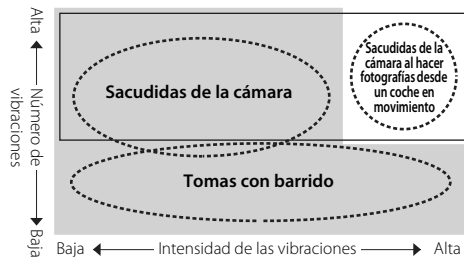 Alta
Número de
vibraciones
Baja
Sacudidas de la cámara
Sacudidas de la
cámara al hacer
fotografías desde
un coche en
movimiento
Tomas con barrido
Baja
Intensidad de las vibraciones
Alta